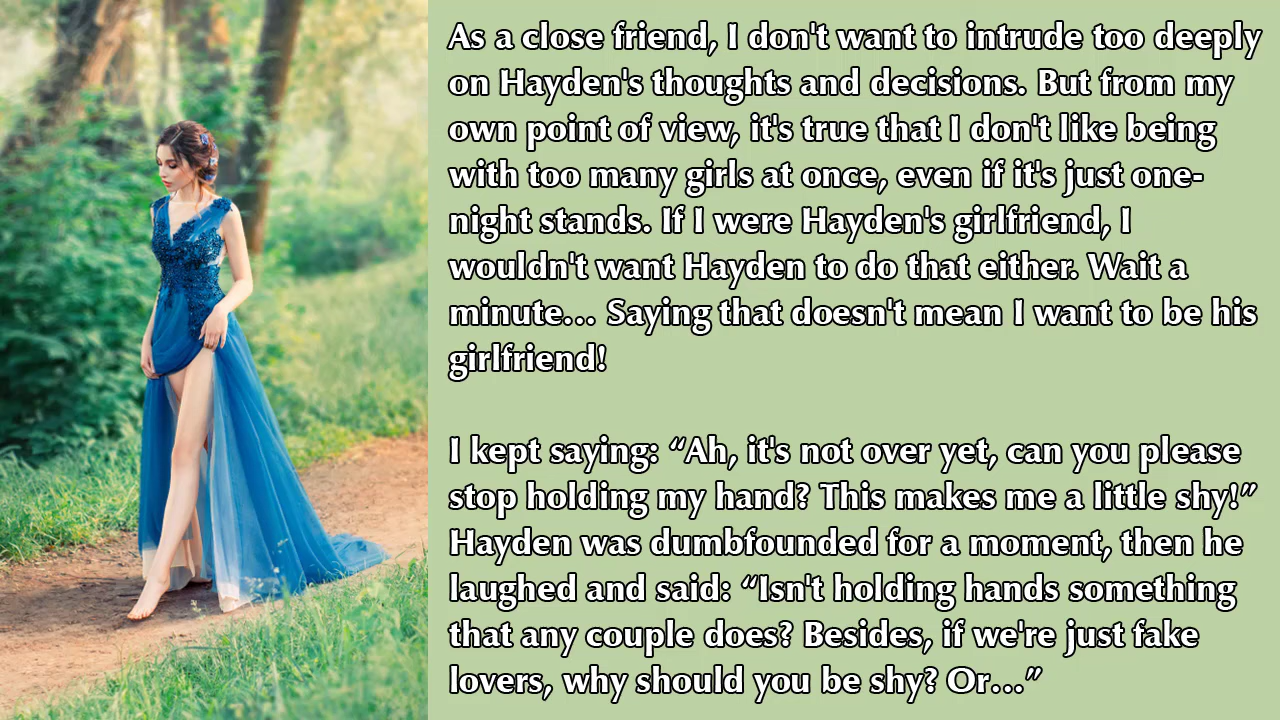 As a close friend, I don't want to intrude too deeply
on Hayden's thoughts and decisions. But from my
own point of view, it's true that I don't like being
with too many girls at once, even if it's just one-
night stands. If I were Hayden's girlfriend, I
wouldn't want Hayden to do that either. Wait a
minute... Saying that doesn't mean I want to be his
girlfriend!
I kept saying: “Ah, it's not over yet, can you please
stop holding my hand? This makes me a little shy!”
Hayden was dumbfounded for a moment, then he
laughed and said: “Isn't holding hands something
that any couple does? Besides, if we're just fake
lovers, why should you be shy? Or...”